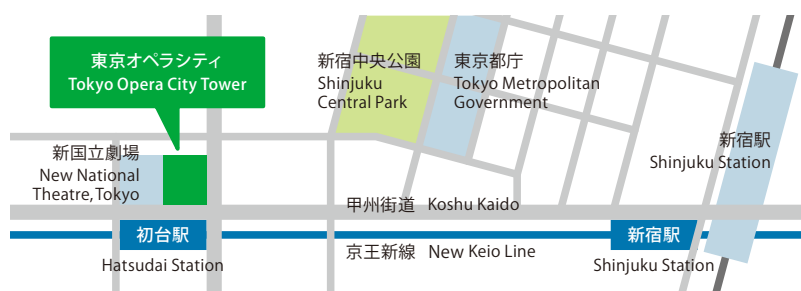 東京オペラシティ
Tokyo Opera City Tower
新宿中央公園
Shinjuku
Central Park
東京都庁
Tokyo Metropolitan
Government
新宿駅
Shinjuku Station
新国立劇場
New National
Theatre, Tokyo
甲州街道 Koshu Kaido
初台駅
Hatsudai Station
京王新線 New Keio Line
新宿駅
Shinjuku Station